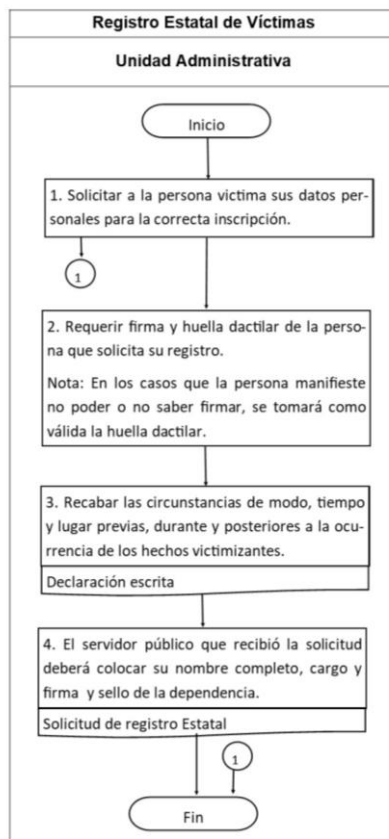 Registro Estatal de Víctimas
Unidad Administrativa
Inicio
1. Solicitar a la persona victima sus datos per-
sonales para la correcta inscripción.
1
2. Requerir firma y huella dactilar de la perso-
na que solicita su registro.
Nota: En los casos que la persona manifieste
no poder o no saber firmar, se tomará como
válida la huella dactilar.
3. Recabar las circunstancias de modo, tiempo
y lugar previas, durante y posteriores a la ocu-
rrencia de los hechos victimizantes.
Declaración escrita
4. El servidor público que recibió la solicitud
deberá colocar su nombre completo, cargo y
firma y sello de la dependencia.
Solicitud de registro Estatal
1
Fin